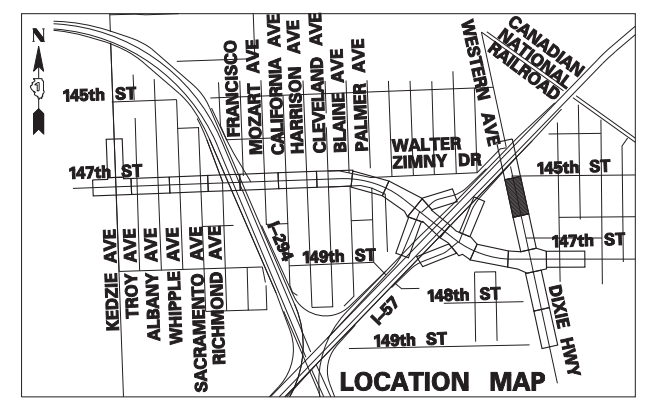 N
CANADIAN
NATIONAL
RAILROAD
WESTERN AVE
FRANCISCO
MOZART AVE
CALIFORNIA AVE
HARRISON AVE
CLEVELAND AVE
BLAINE AVE
PALMER AVE
145th ST
WALTER
ZIMNY DR
147th ST
145th ST
KEDZIE AVE
TROY AVE
ALBANY AVE
WHIPPLE AVE
SACRAMENTO AVE
RICHMOND AVE
I-294
149th ST
147th ST
I-57
148th ST
149th ST
DIXIE HWY
LOCATION MAP